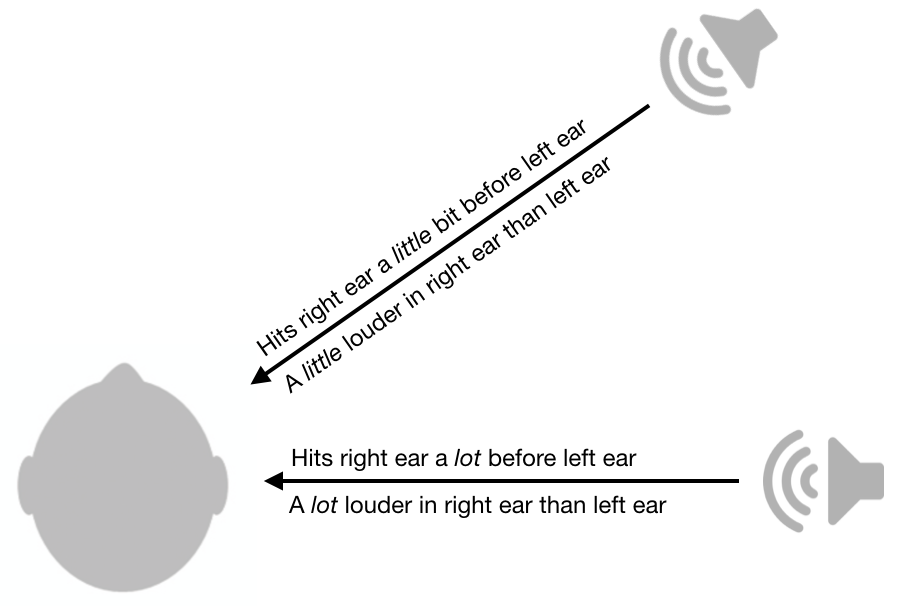 Hits right ear a little bit before left ear
A little louder in right ear than left ear
Hits right ear a lot before left ear
A lot louder in right ear than left ear